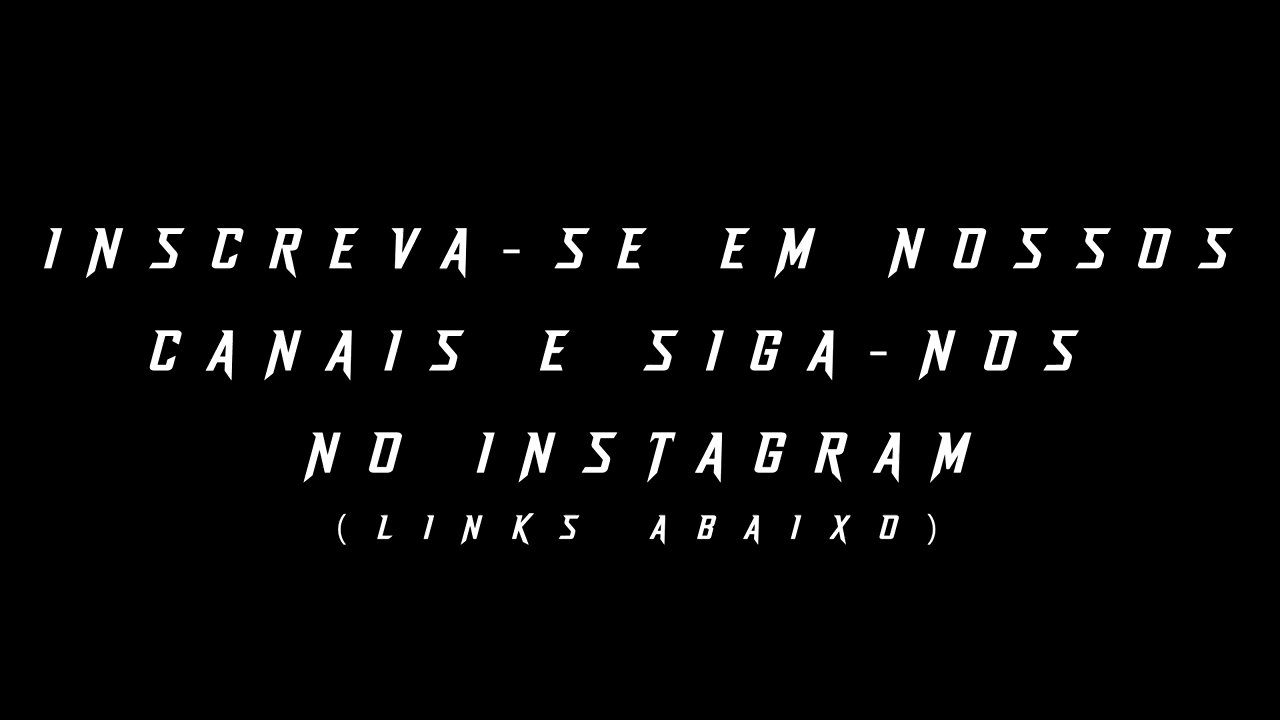 INSCREVA-SE EM NOSSOS
CANAIS E SIGA-NOS
NO INSTAGRAM
(LINKS ABAIXO)